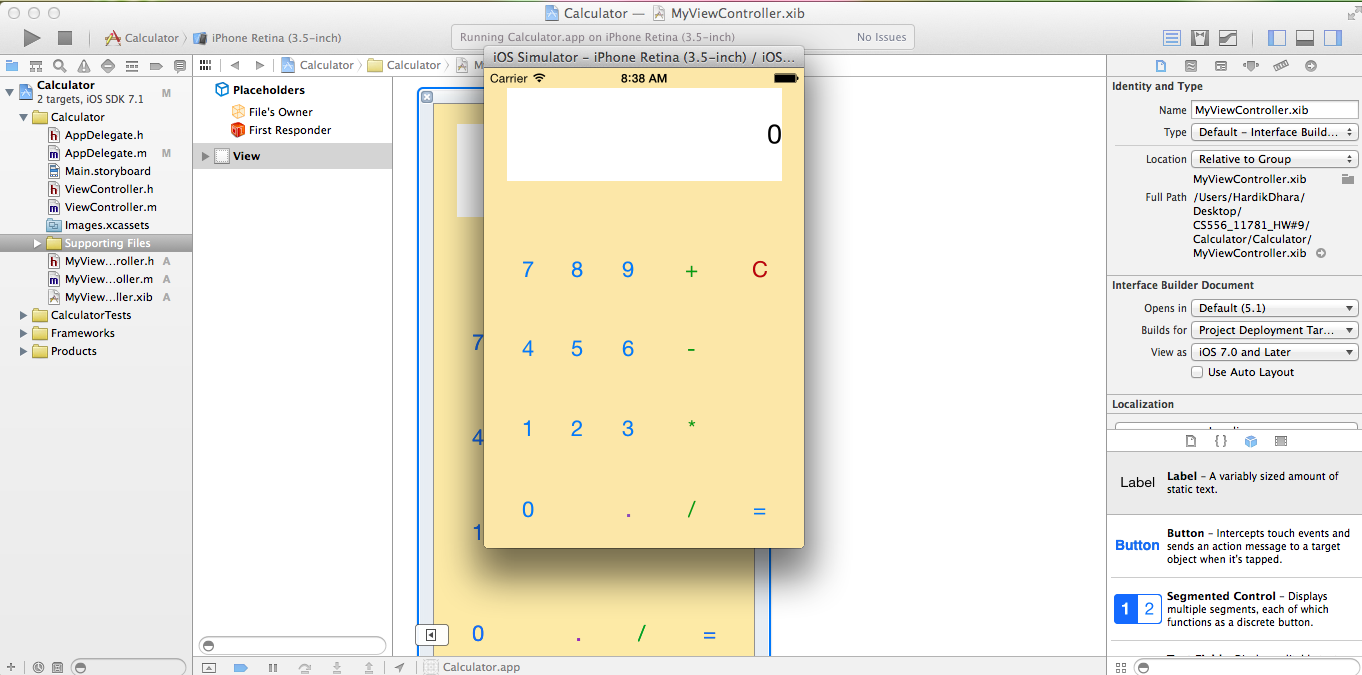 Calculator — MyViewController.xib
Calculator
iPhone Retina (3.5-inch)
Running Calculator.app on iPhone Retina (3.5-inch)
No Issues
Calculator
2 targets, iOS SDK 7.1
M
Calculator
AppDelegate.h
AppDelegate.m
M
Main.storyboard
ViewController.h
ViewController.m
Images.xcassets
Supporting Files
MyView...roller.h
A
MyView...oller.m
A
MyView...ller.xib
A
CalculatorTests
Frameworks
Products
Calculator
Calculator
M
Placeholders
File's Owner
First Responder
View
7
4
1
0
.
/
=
iOS Simulator – iPhone Retina (3.5-inch) / iOS...
Carrier
8:38 AM
0
7 8 9 + C
4 5 6 -
1 2 3 *
0 . / =
Calculator.app
Identity and Type
Name MyViewController.xib
Type Default – Interface Build...
Location Relative to Group
MyViewController.xib
Full Path /Users/HardikDhara/
Desktop/
CS556_11781_HW#9/
Calculator/Calculator/
MyViewController.xib
Interface Builder Document
Opens in Default (5.1)
Builds for Project Deployment Tar...
View as iOS 7.0 and Later
Use Auto Layout
Localization
{ }
Label
Label – A variably sized amount of
static text.
Button
Button – Intercepts touch events and
sends an action message to a target
object when it's tapped.
1 2
Segmented Control – Displays
multiple segments, each of which
functions as a discrete button.